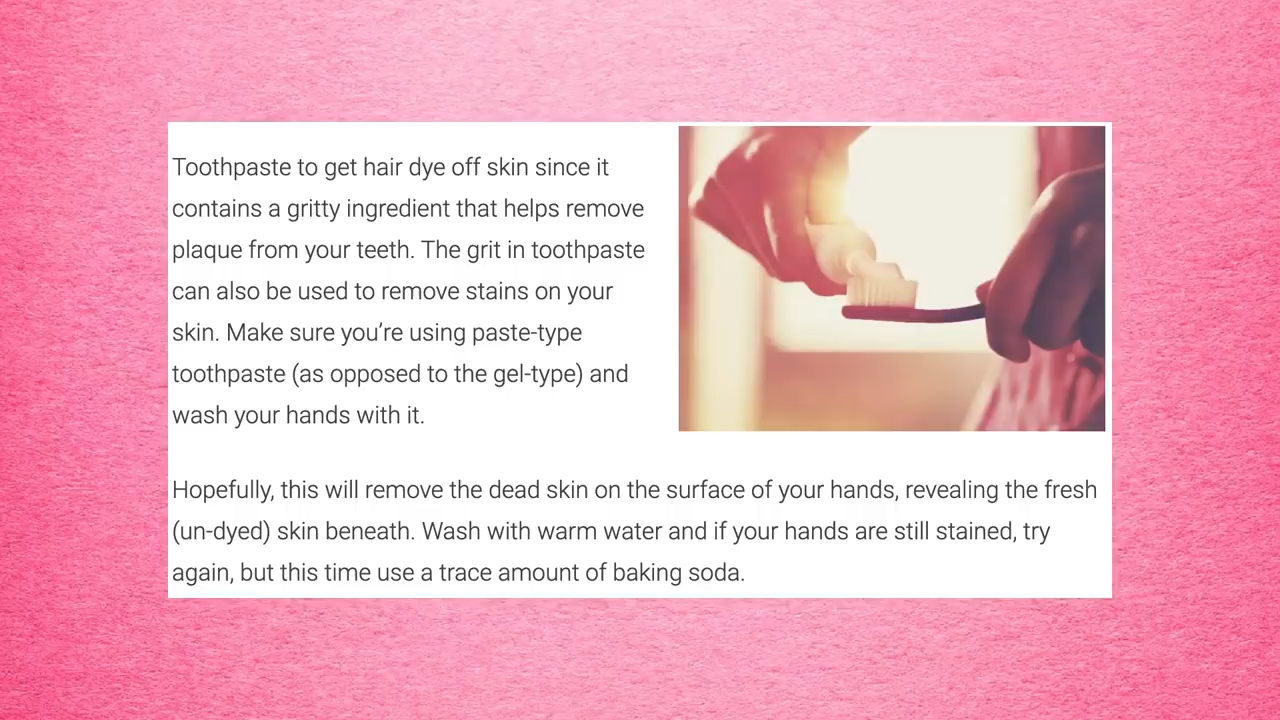 Toothpaste to get hair dye off skin since it
contains a gritty ingredient that helps remove
plaque from your teeth. The grit in toothpaste
can also be used to remove stains on your
skin. Make sure you’re using paste-type
toothpaste (as opposed to the gel-type) and
wash your hands with it.
Hopefully, this will remove the dead skin on the surface of your hands, revealing the fresh
(un-dyed) skin beneath. Wash with warm water and if your hands are still stained, try
again, but this time use a trace amount of baking soda.